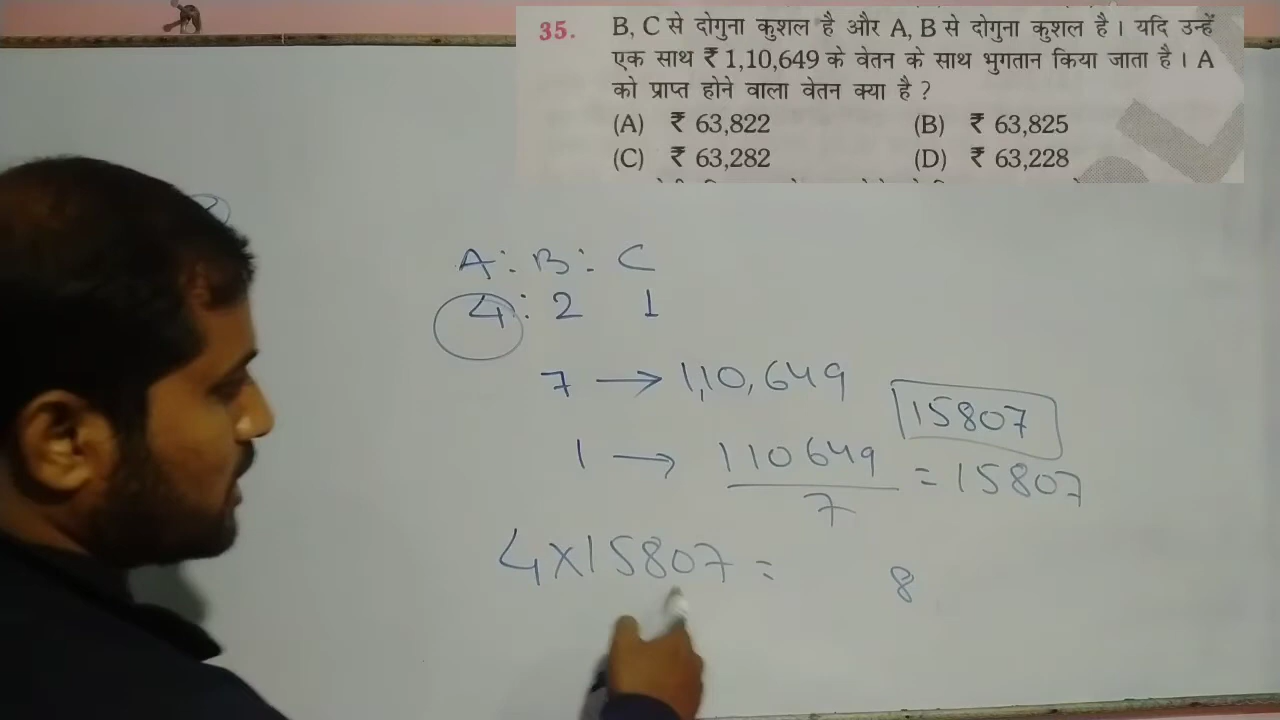 35. B, C से दोगुना कुशल है और A, B से दोगुना कुशल है। यदि उन्हें
एक साथ ₹ 1,10,649 के वेतन के साथ भुगतान किया जाता है। A
को प्राप्त होने वाला वेतन क्या है ?
(A) ₹ 63,822 (B) ₹ 63,825
(C) ₹ 63,282 (D) ₹ 63,228
A : B : C
4 : 2 1
7 → 1,10,649
15807
1 → 110649 / 7 = 15807
4×15807 = 8